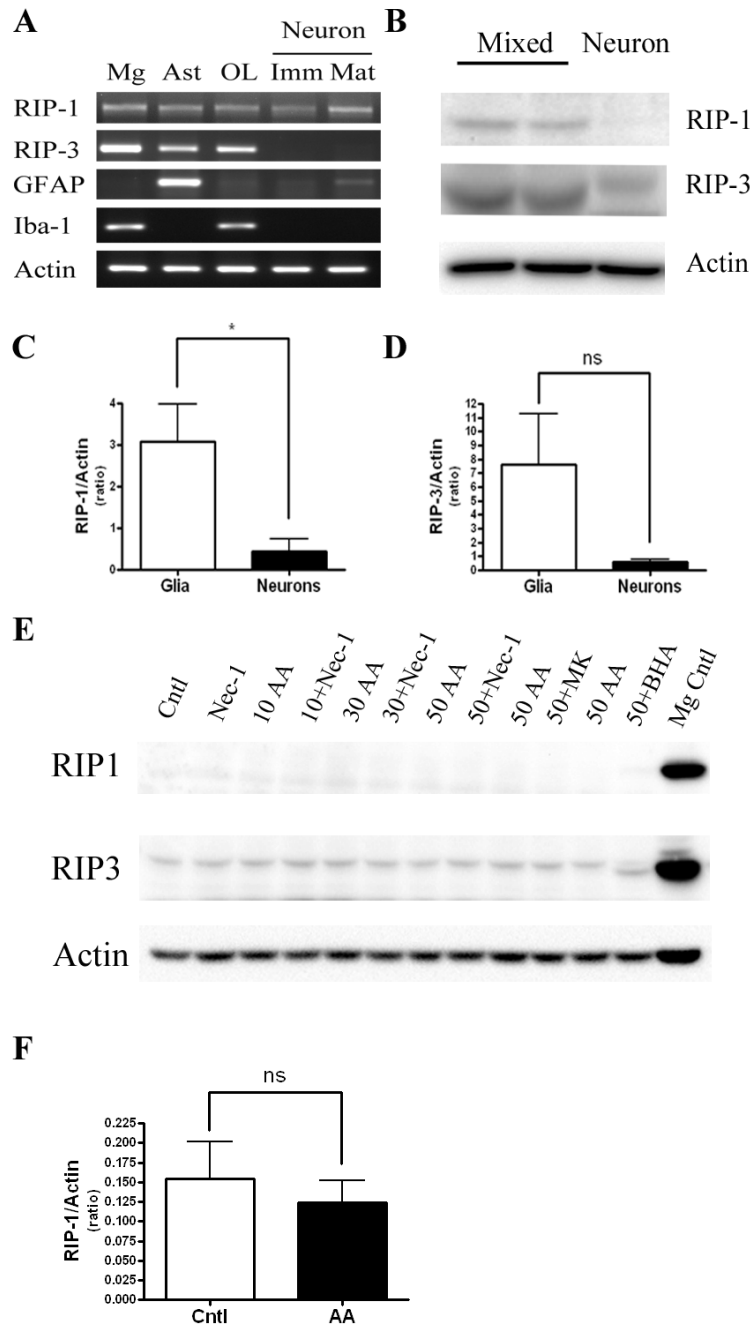 A
Neuron
Mg Ast OL Imm Mat
RIP-1
RIP-3
GFAP
Iba-1
Actin
B
Mixed Neuron
RIP-1
RIP-3
Actin
C
*
RIP-1/Actin
(ratio)
4
3
2
1
0
Glia Neurons
D
ns
RIP-3/Actin
(ratio)
12
11
10
9
8
7
6
5
4
3
2
1
0
Glia Neurons
E
Cntl Nec-1 10 AA 10+Nec-1 30 AA 30+Nec-1 50 AA 50+Nec-1 50 AA 50+MK 50 AA 50+BHA Mg Cntl
RIP1
RIP3
Actin
F
ns
RIP-1/Actin
(ratio)
0.225
0.200
0.175
0.150
0.125
0.100
0.075
0.050
0.025
0.000
Cntl AA